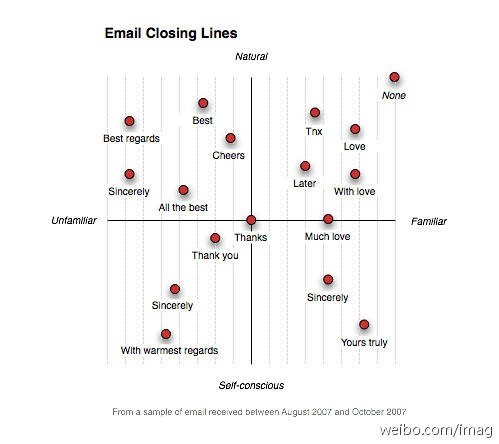 Email Closing Lines
Natural
None
Best
Tnx
Best regards
Love
Cheers
Later
Sincerely
With love
All the best
Unfamiliar
Familiar
Thanks
Much love
Thank you
Sincerely
Sincerely
Yours truly
With warmest regards
Self-conscious
From a sample of email received between August 2007 and October 2007
weibo.com/fmag